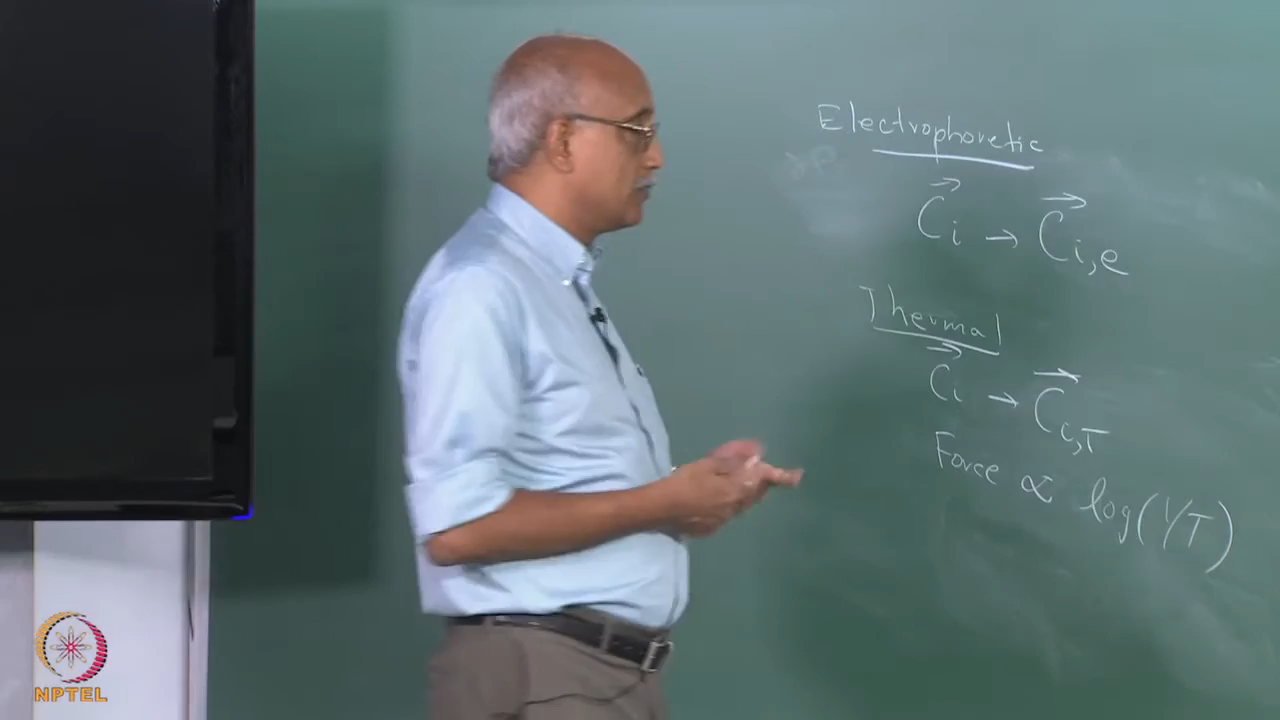 Electrophoretic
C⃗i → C⃗i,e
Thermal
C⃗i → C⃗c,T
Force ∝ log(1/T)
NPTEL